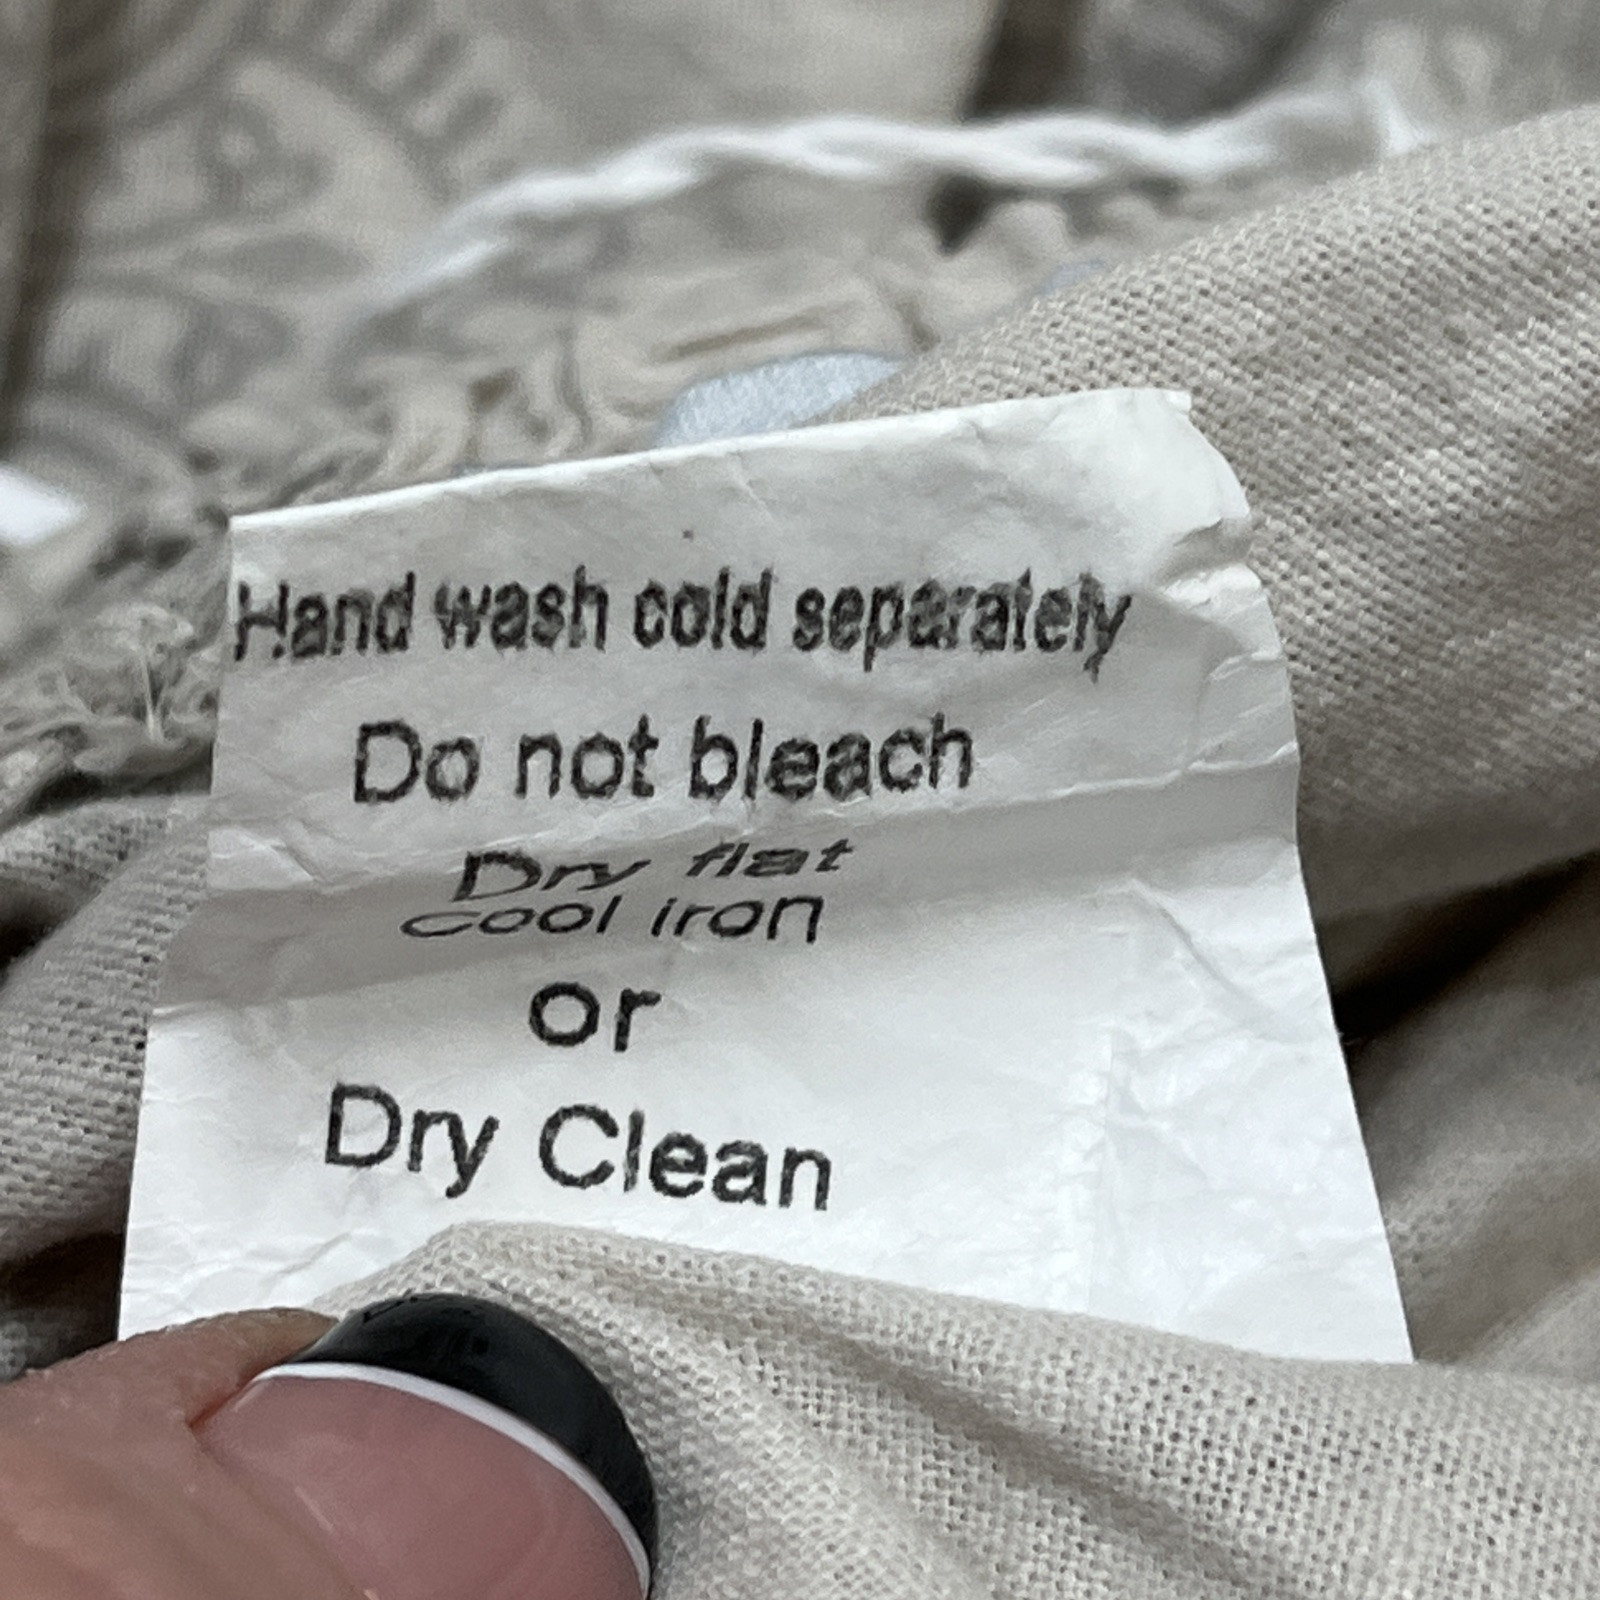 Hand wash cold separately
Do not bleach
Dry flat
Cool iron
or
Dry Clean